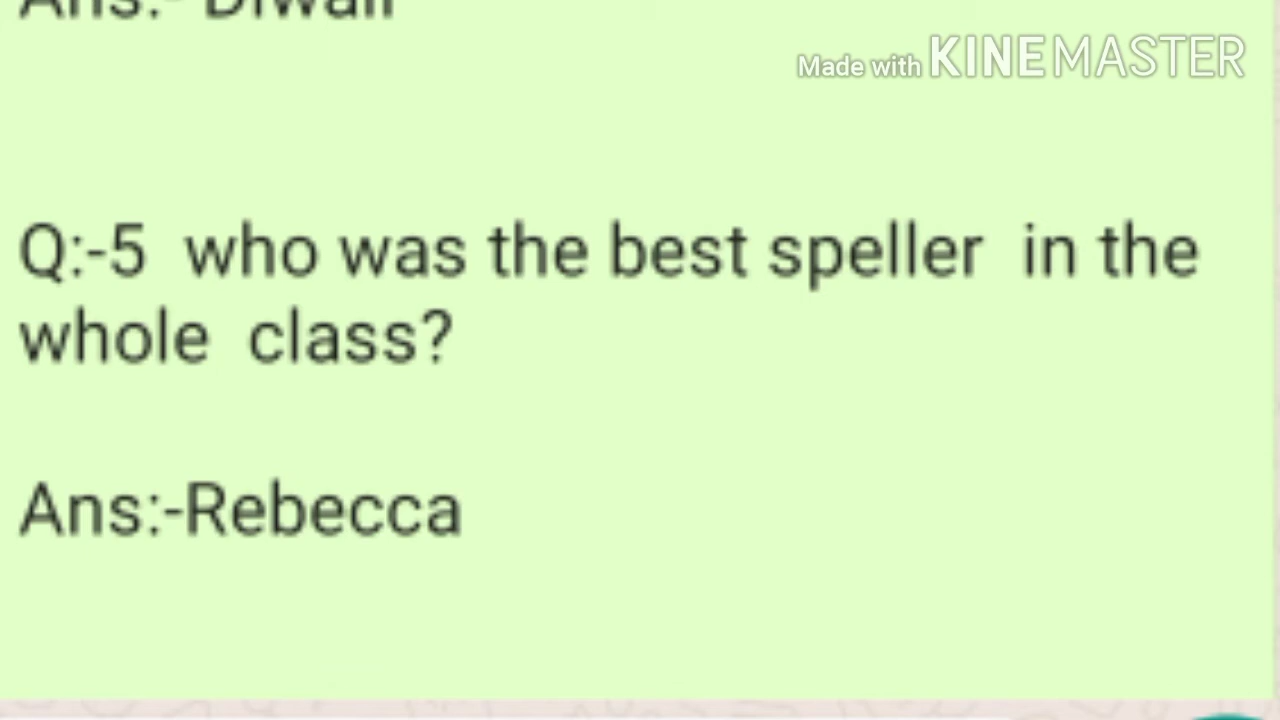 Ans:- Diwali
Made with KINEMASTER
Q:-5  who was the best speller  in the
whole  class?
Ans:-Rebecca